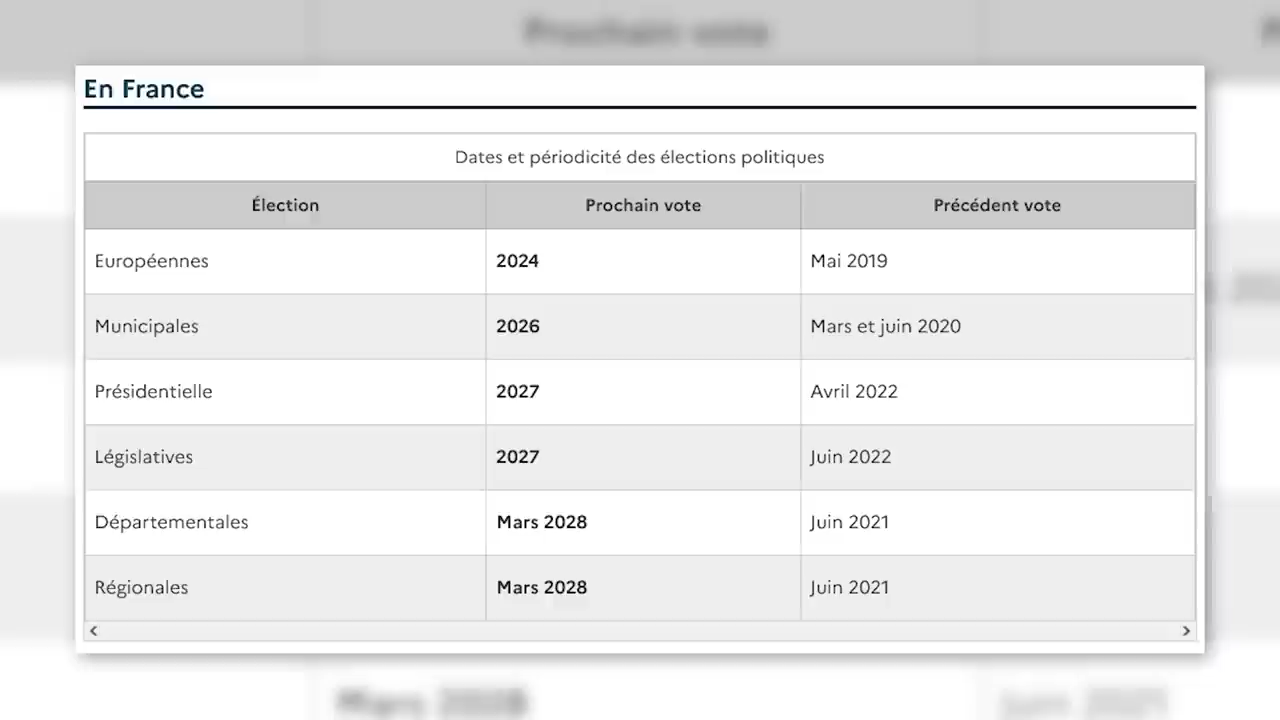 En France
Dates et périodicité des élections politiques
Élection Prochain vote Précédent vote
Européennes 2024 Mai 2019
Municipales 2026 Mars et juin 2020
Présidentielle 2027 Avril 2022
Législatives 2027 Juin 2022
Départementales Mars 2028 Juin 2021
Régionales Mars 2028 Juin 2021